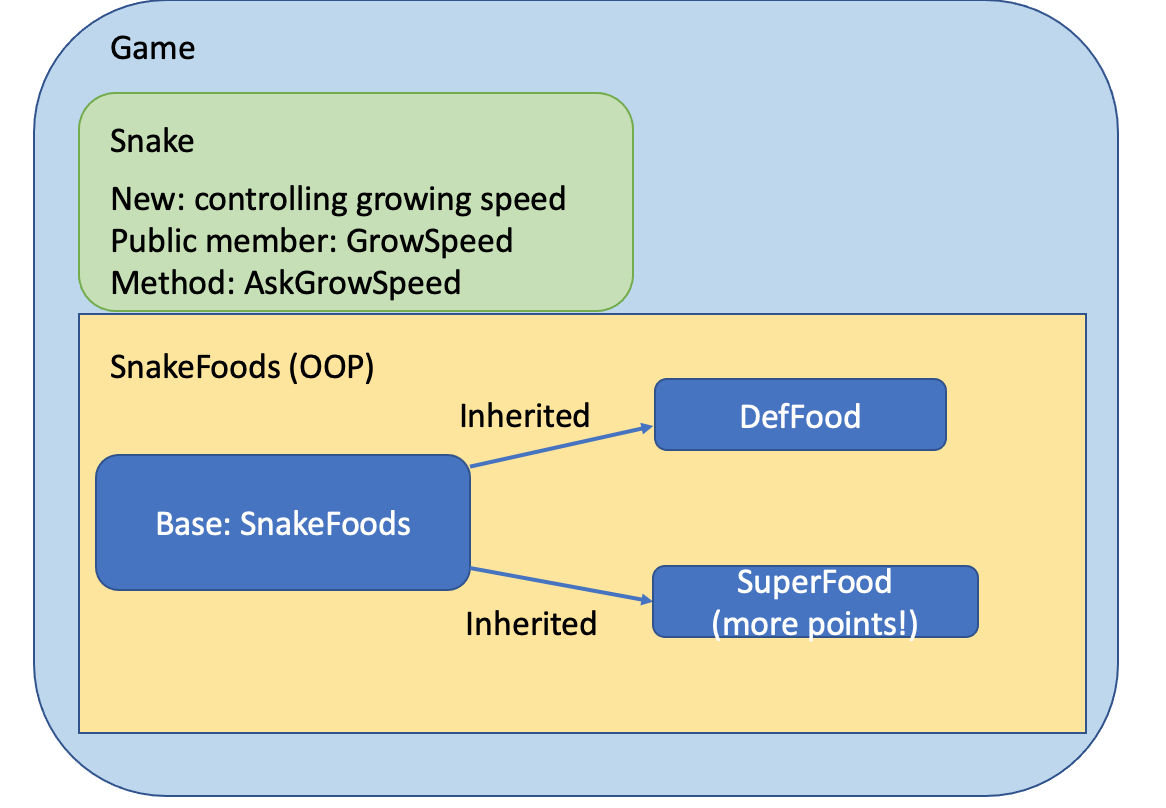 Game
Snake
New: controlling growing speed
Public member: GrowSpeed
Method: AskGrowSpeed
SnakeFoods (OOP)
Inherited
DefFood
Base: SnakeFoods
SuperFood
(more points!)
Inherited